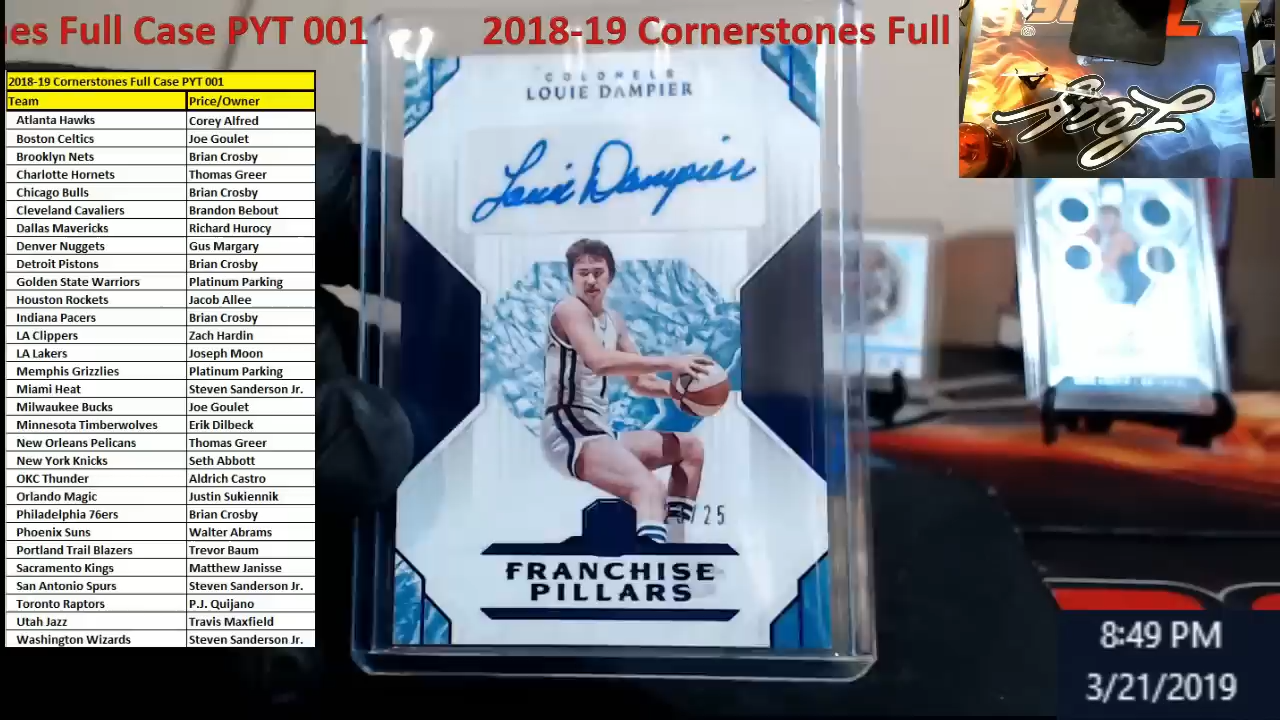 es Full Case PYT 001 2018-19 Cornerstones Full
2018-19 Cornerstones Full Case PYT 001
Team Price/Owner
Atlanta Hawks Corey Alfred
Boston Celtics Joe Goulet
Brooklyn Nets Brian Crosby
Charlotte Hornets Thomas Greer
Chicago Bulls Brian Crosby
Cleveland Cavaliers Brandon Bebout
Dallas Mavericks Richard Hurocy
Denver Nuggets Gus Margary
Detroit Pistons Brian Crosby
Golden State Warriors Platinum Parking
Houston Rockets Jacob Allee
Indiana Pacers Brian Crosby
LA Clippers Zach Hardin
LA Lakers Joseph Moon
Memphis Grizzlies Platinum Parking
Miami Heat Steven Sanderson Jr.
Milwaukee Bucks Joe Goulet
Minnesota Timberwolves Erik Dilbeck
New Orleans Pelicans Thomas Greer
New York Knicks Seth Abbott
OKC Thunder Aldrich Castro
Orlando Magic Justin Sukiennik
Philadelphia 76ers Brian Crosby
Phoenix Suns Walter Abrams
Portland Trail Blazers Trevor Baum
Sacramento Kings Matthew Janisse
San Antonio Spurs Steven Sanderson Jr.
Toronto Raptors P.J. Quijano
Utah Jazz Travis Maxfield
Washington Wizards Steven Sanderson Jr.
COLONELS
LOUIE DAMPIER
Louie Dampier
/25
FRANCHISE
PILLARS
8:49 PM
3/21/2019